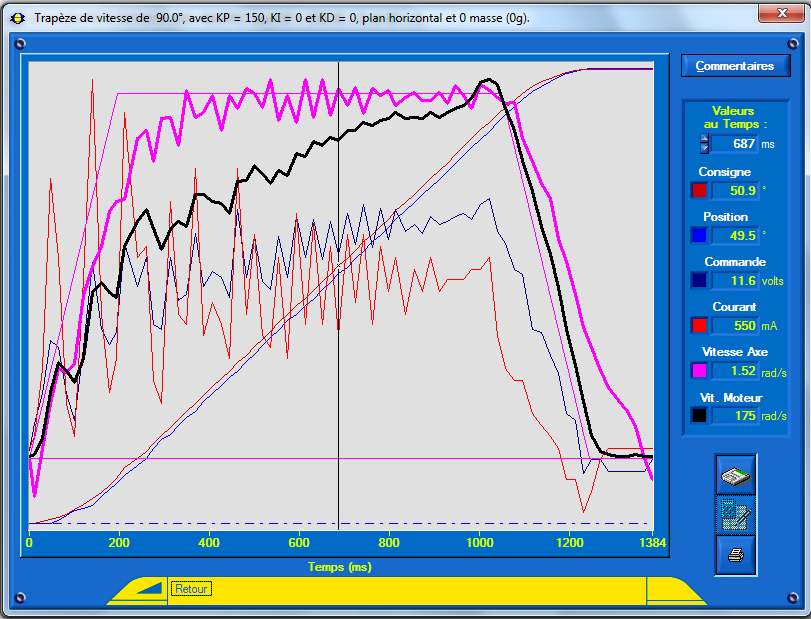 Trapèze de vitesse de 90.0°, avec KP = 150, KI = 0 et KD = 0, plan horizontal et 0 masse (0g).
Commentaires
Valeurs
au Temps :
687 ms
Consigne
50.9 °
Position
49.5 °
Commande
11.6 volts
Courant
550 mA
Vitesse Axe
1.52 rad/s
Vit. Moteur
175 rad/s
0 200 400 600 800 1000 1200 1384
Temps (ms)
Retour